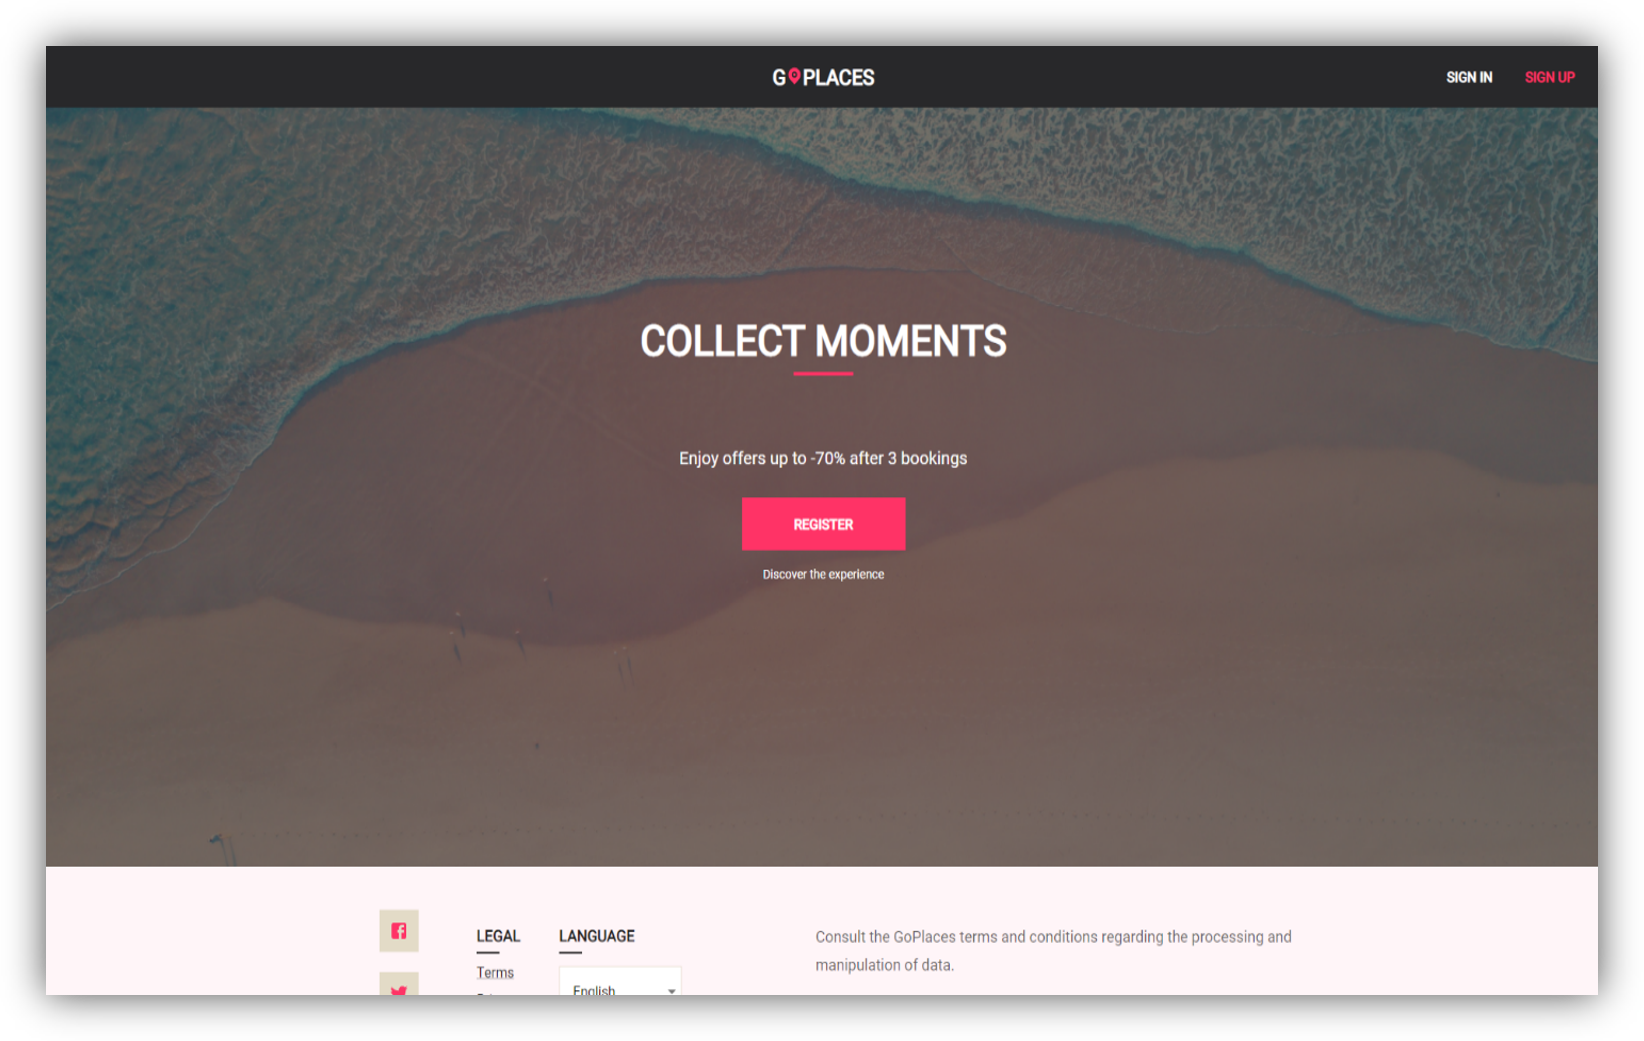 GOPLACES
SIGN IN
SIGN UP
COLLECT MOMENTS
Enjoy offers up to -70% after 3 bookings
REGISTER
Discover the experience
LEGAL
Terms
LANGUAGE
English
Consult the GoPlaces terms and conditions regarding the processing and
manipulation of data.